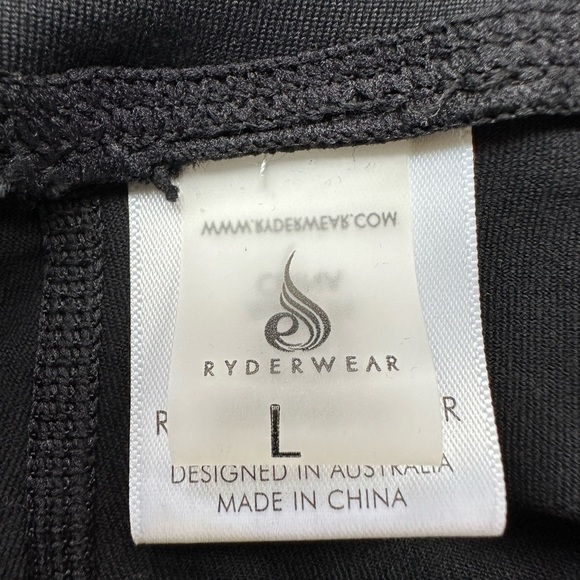 WWW.RYDERWEAR.COM
RYDERWEAR
L
R R
DESIGNED IN AUSTRALIA
MADE IN CHINA